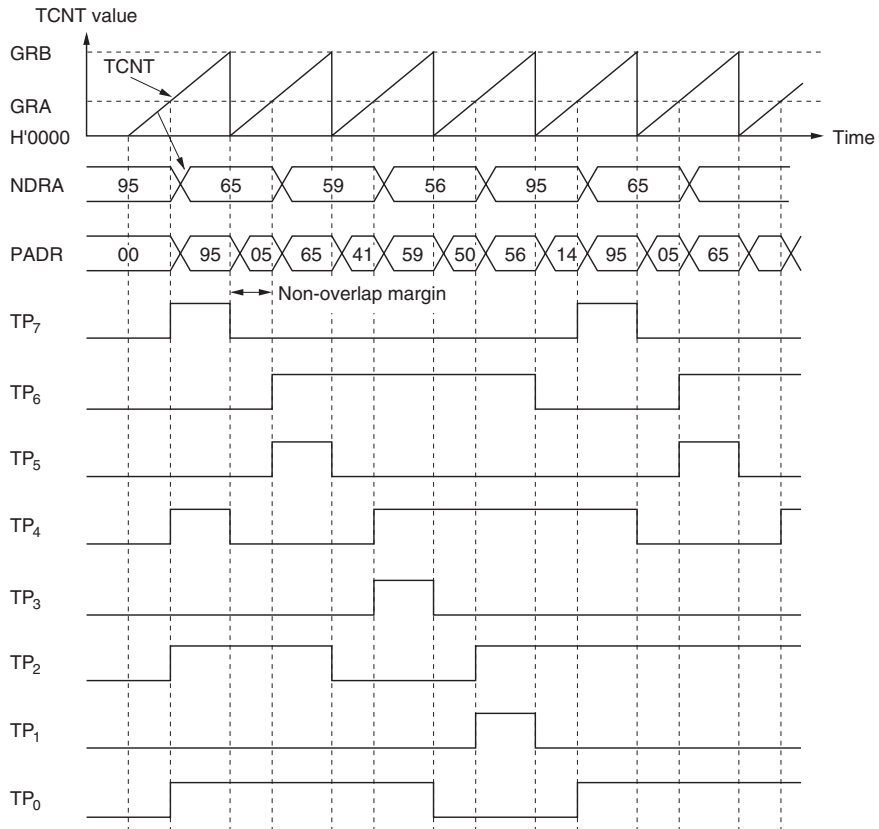 TCNT value
GRB
TCNT
GRA
H'0000
Time
NDRA 95 65 59 56 95 65
PADR 00 95 05 65 41 59 50 56 14 95 05 65
Non-overlap margin
TP7
TP6
TP5
TP4
TP3
TP2
TP1
TP0